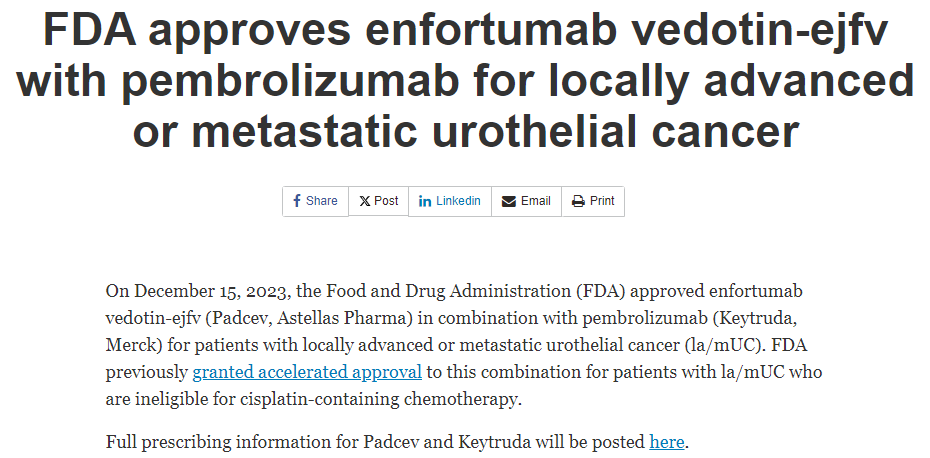 FDA approves enfortumab vedotin-ejfv
with pembrolizumab for locally advanced
or metastatic urothelial cancer
Share Post Linkedin Email Print
On December 15, 2023, the Food and Drug Administration (FDA) approved enfortumab
vedotin-ejfv (Padcev, Astellas Pharma) in combination with pembrolizumab (Keytruda,
Merck) for patients with locally advanced or metastatic urothelial cancer (la/mUC). FDA
previously granted accelerated approval to this combination for patients with la/mUC who
are ineligible for cisplatin-containing chemotherapy.
Full prescribing information for Padcev and Keytruda will be posted here.